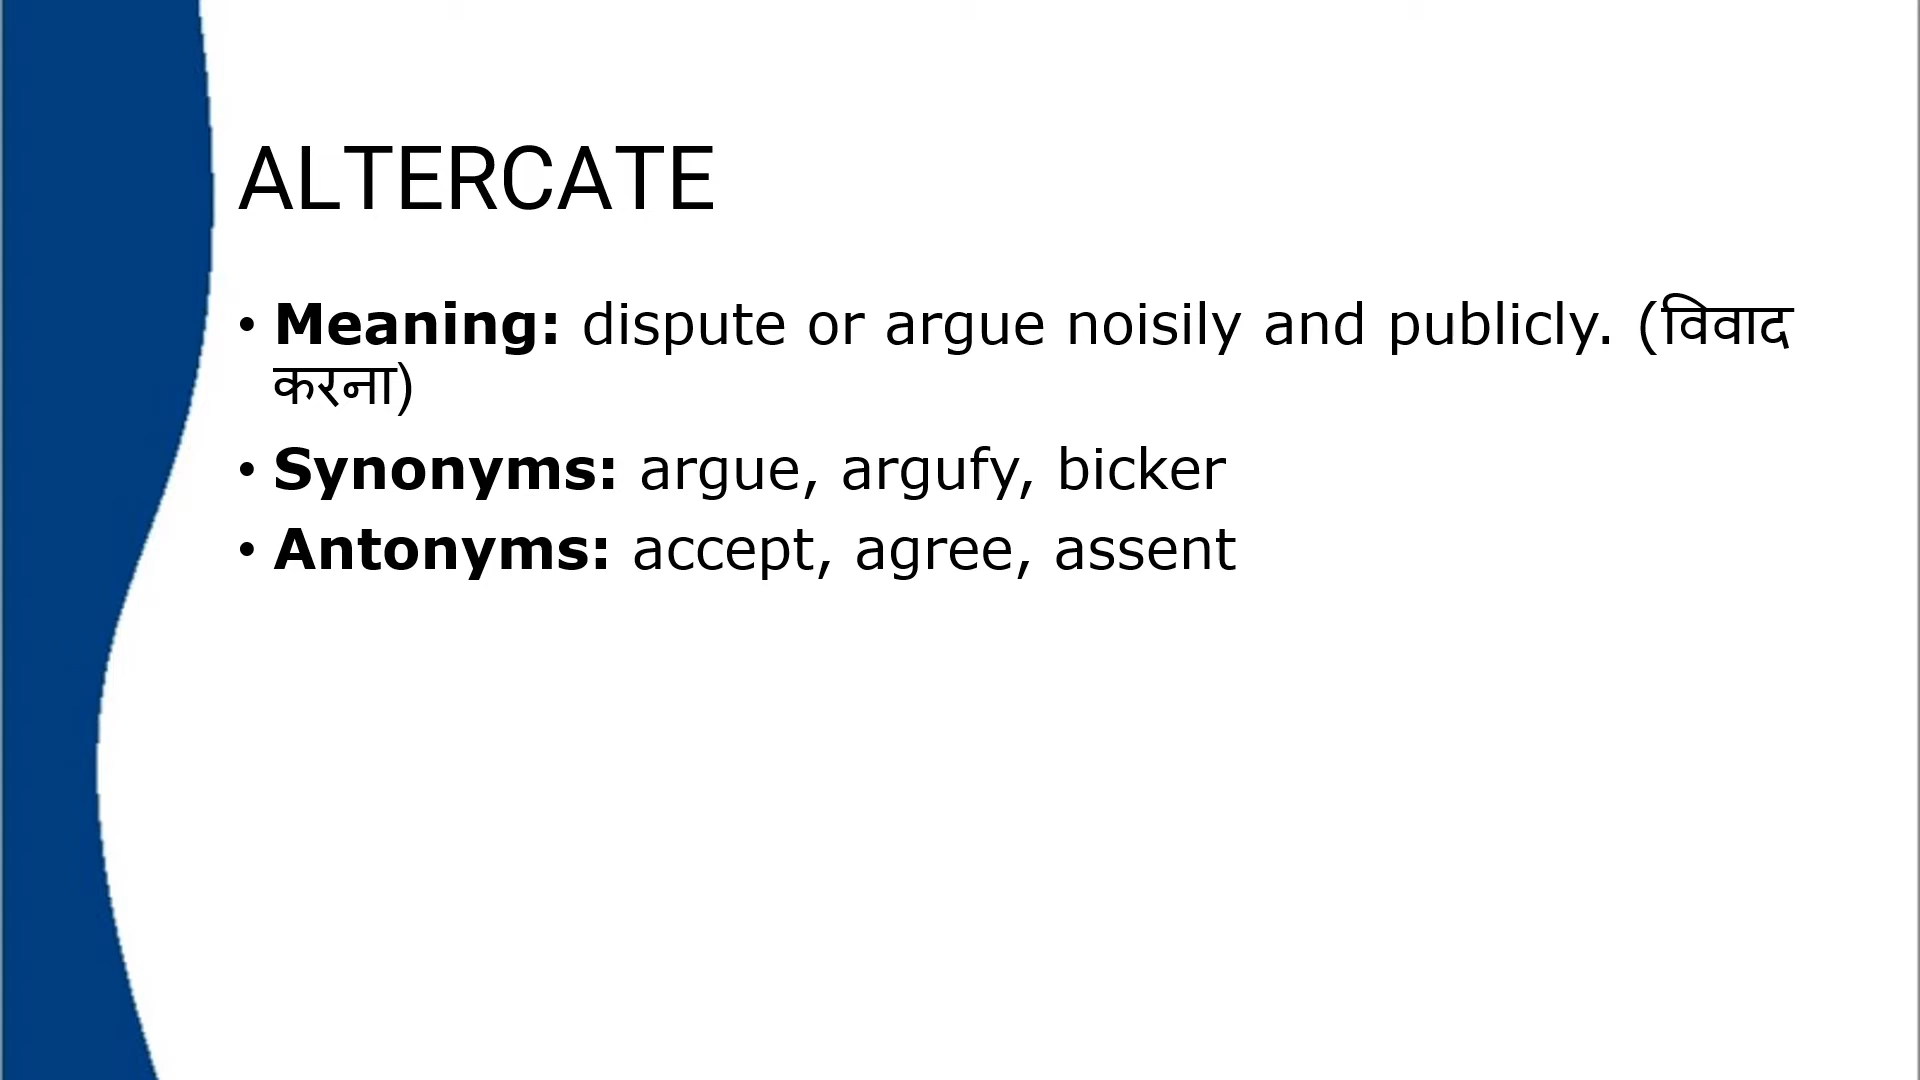 ALTERCATE
• Meaning: dispute or argue noisily and publicly. (विवाद
करना)
• Synonyms: argue, argufy, bicker
• Antonyms: accept, agree, assent